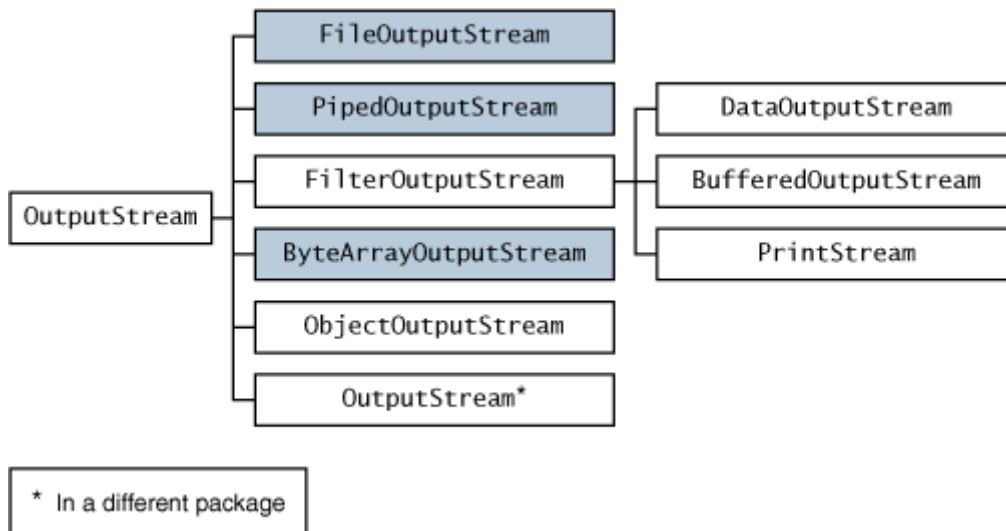 OutputStream
FileOutputStream
PipedOutputStream
FilterOutputStream
ByteArrayOutputStream
ObjectOutputStream
OutputStream*
DataOutputStream
BufferedOutputStream
PrintStream
* In a different package